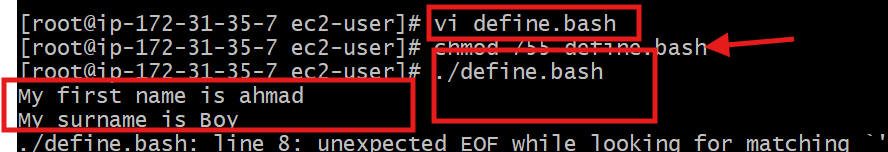 [root@ip-172-31-35-7 ec2-user]# vi define.bash
[root@ip-172-31-35-7 ec2-user]# chmod 755 define.bash
[root@ip-172-31-35-7 ec2-user]# ./define.bash
My first name is ahmad
My surname is Boy
./define.bash: line 8: unexpected EOF while looking for matching `'